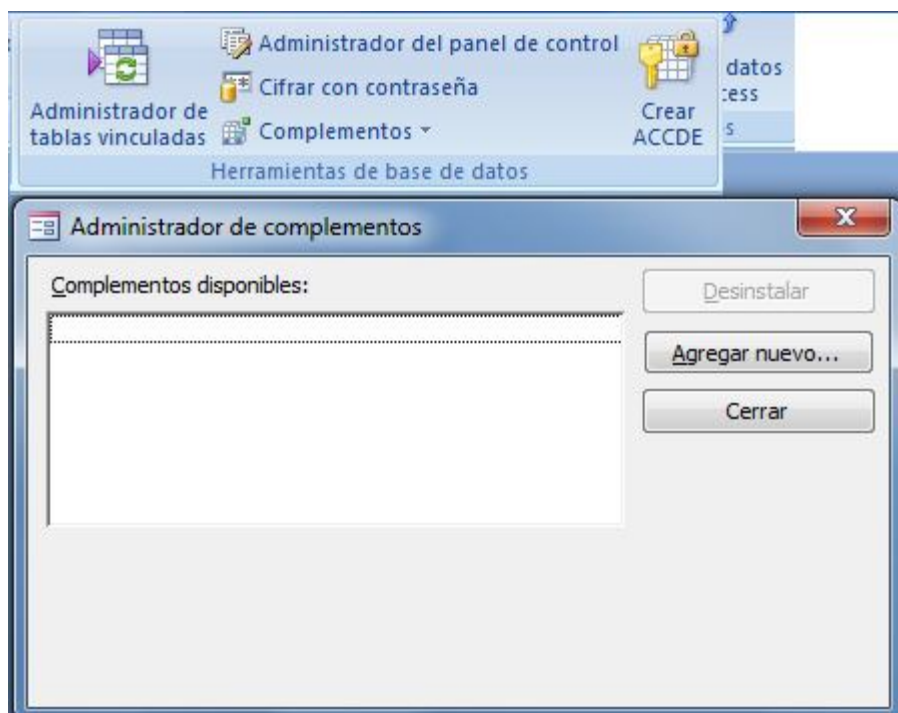 Administrador de
tablas vinculadas
Administrador del panel de control
Cifrar con contraseña
Complementos
Crear
ACCDE
Herramientas de base de datos
datos
cess
s
Administrador de complementos
Complementos disponibles:
Desinstalar
Agregar nuevo...
Cerrar